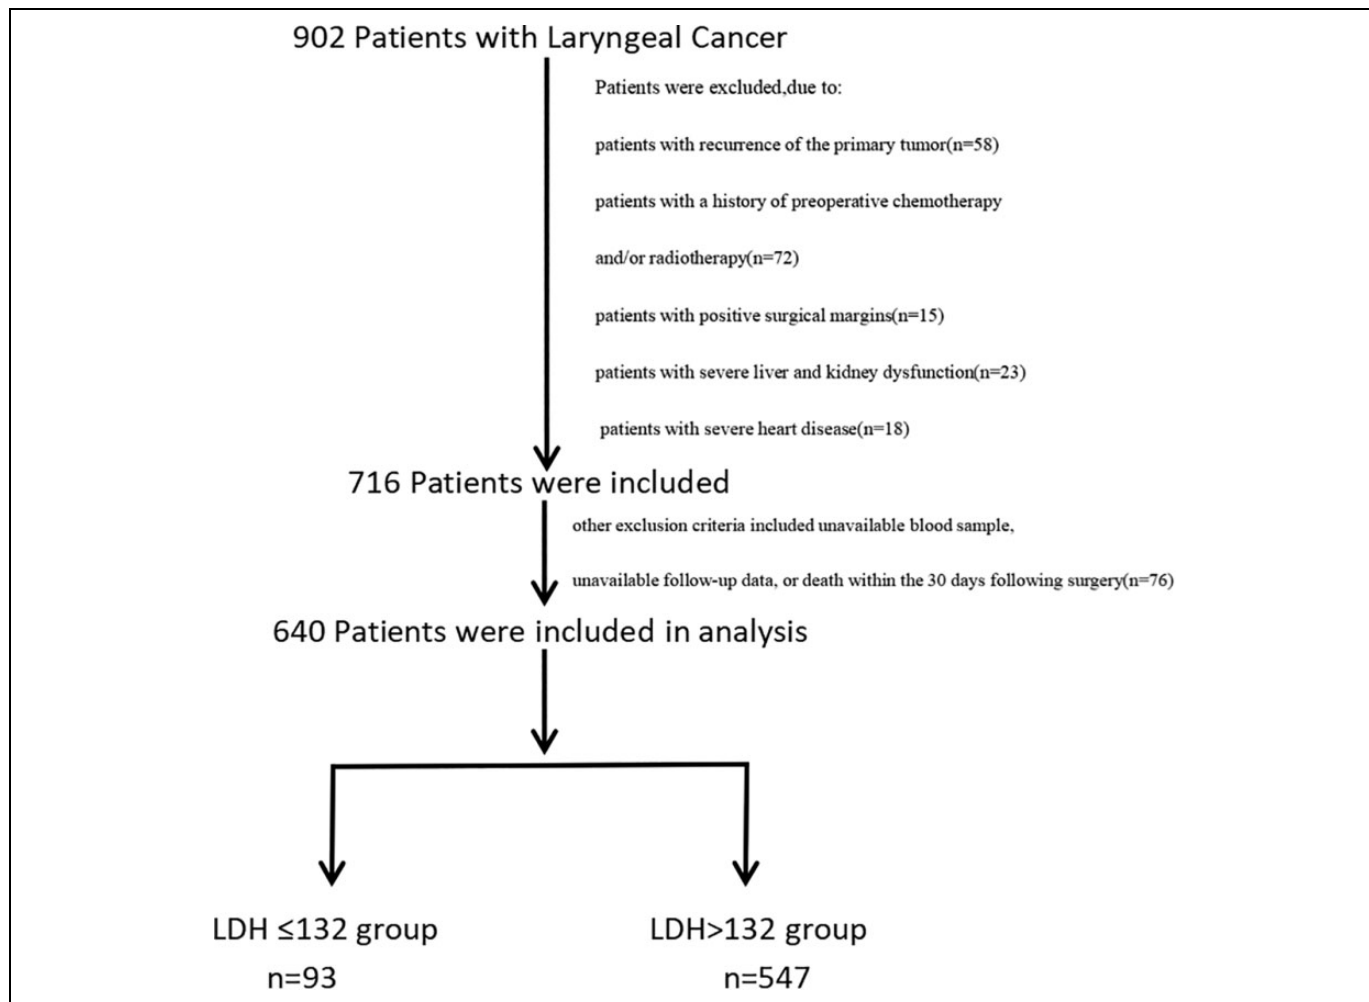 902 Patients with Laryngeal Cancer
Patients were excluded,due to:
patients with recurrence of the primary tumor(n=58)
patients with a history of preoperative chemotherapy
and/or radiotherapy(n=72)
patients with positive surgical margins(n=15)
patients with severe liver and kidney dysfunction(n=23)
patients with severe heart disease(n=18)
716 Patients were included
other exclusion criteria included unavailable blood sample,
unavailable follow-up data, or death within the 30 days following surgery(n=76)
640 Patients were included in analysis
LDH ≤132 group
n=93
LDH>132 group
n=547